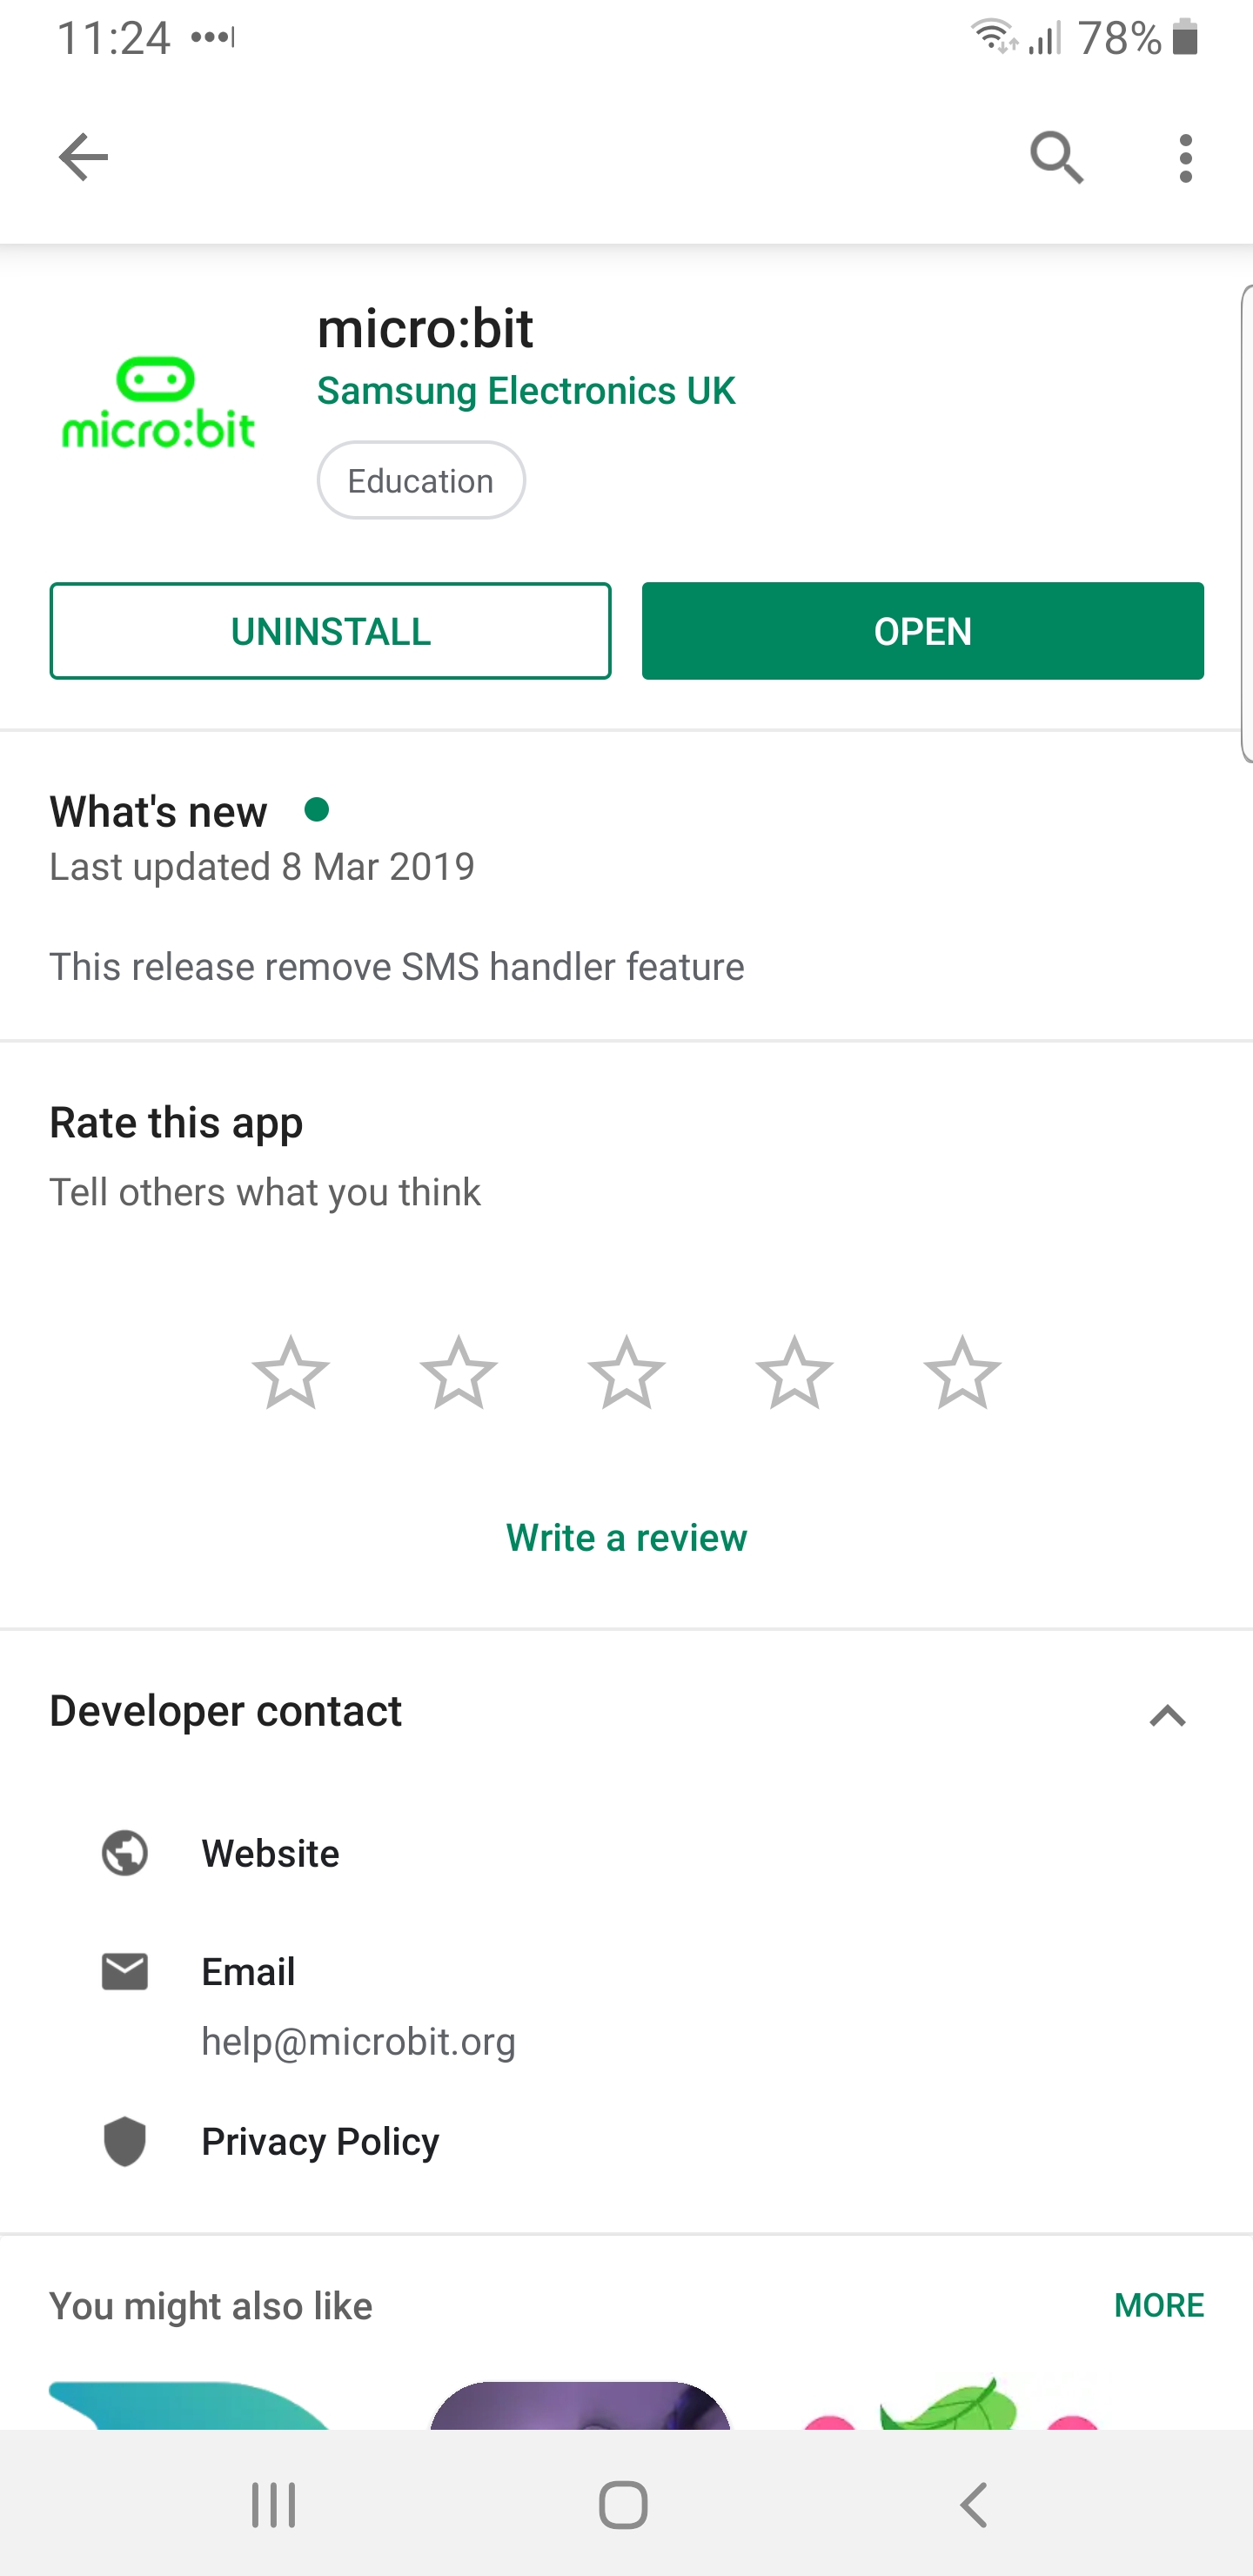 11:24
78%
micro:bit
micro:bit
Samsung Electronics UK
Education
UNINSTALL
OPEN
What's new
Last updated 8 Mar 2019
This release remove SMS handler feature
Rate this app
Tell others what you think
Write a review
Developer contact
Website
Email
help@microbit.org
Privacy Policy
You might also like
MORE